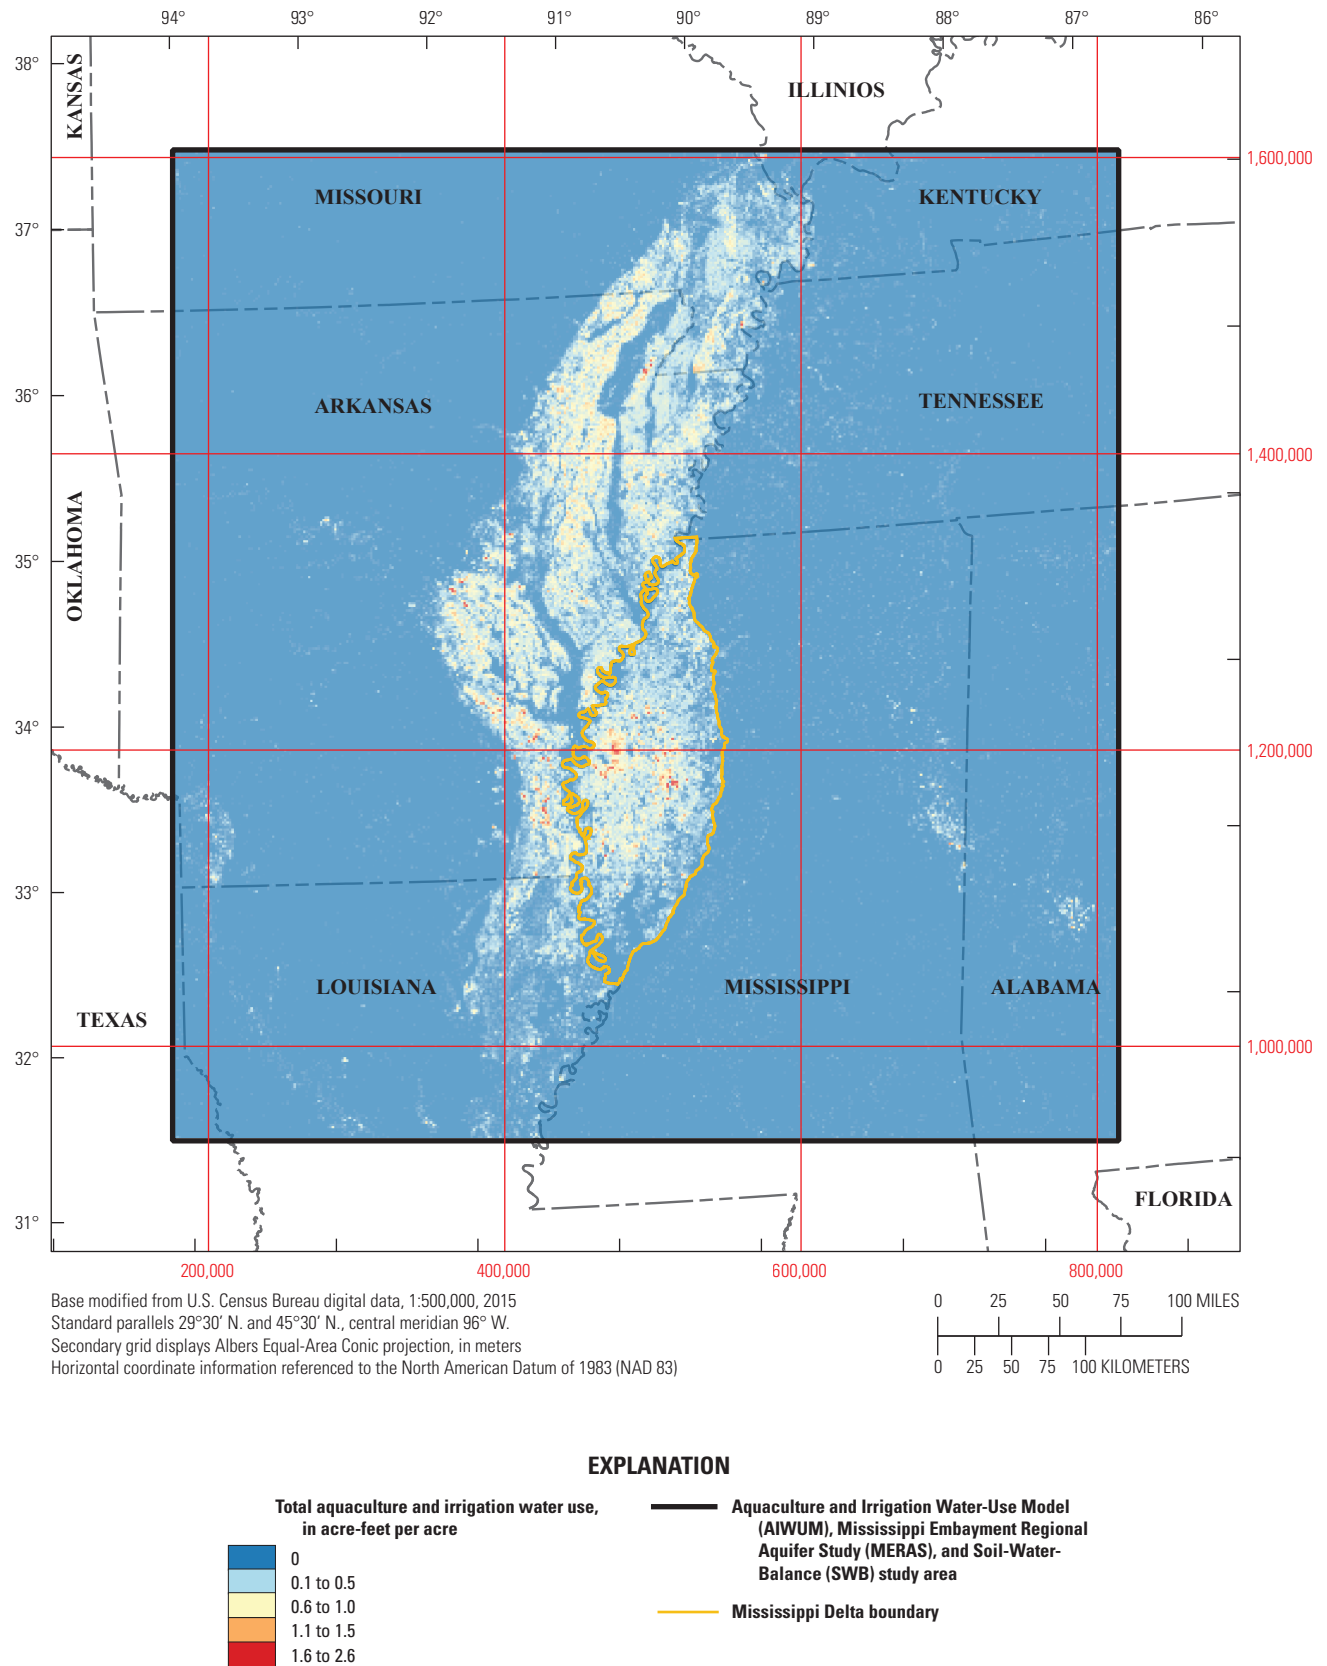 94° 93° 92° 91° 90° 89° 88° 87° 86°
38°
KANSAS
ILLINIOS
1,600,000
MISSOURI
KENTUCKY
37°
36°
ARKANSAS
TENNESSEE
1,400,000
OKLAHOMA
35°
34°
1,200,000
33°
LOUISIANA
MISSISSIPPI
ALABAMA
TEXAS
1,000,000
32°
FLORIDA
31°
200,000 400,000 600,000 800,000
Base modified from U.S. Census Bureau digital data, 1:500,000, 2015
Standard parallels 29°30′ N. and 45°30′ N., central meridian 96° W.
Secondary grid displays Albers Equal-Area Conic projection, in meters
Horizontal coordinate information referenced to the North American Datum of 1983 (NAD 83)
0 25 50 75 100 MILES
0 25 50 75 100 KILOMETERS
EXPLANATION
Total aquaculture and irrigation water use,
in acre-feet per acre
0
0.1 to 0.5
0.6 to 1.0
1.1 to 1.5
1.6 to 2.6
Aquaculture and Irrigation Water-Use Model
(AIWUM), Mississippi Embayment Regional
Aquifer Study (MERAS), and Soil-Water-
Balance (SWB) study area
Mississippi Delta boundary